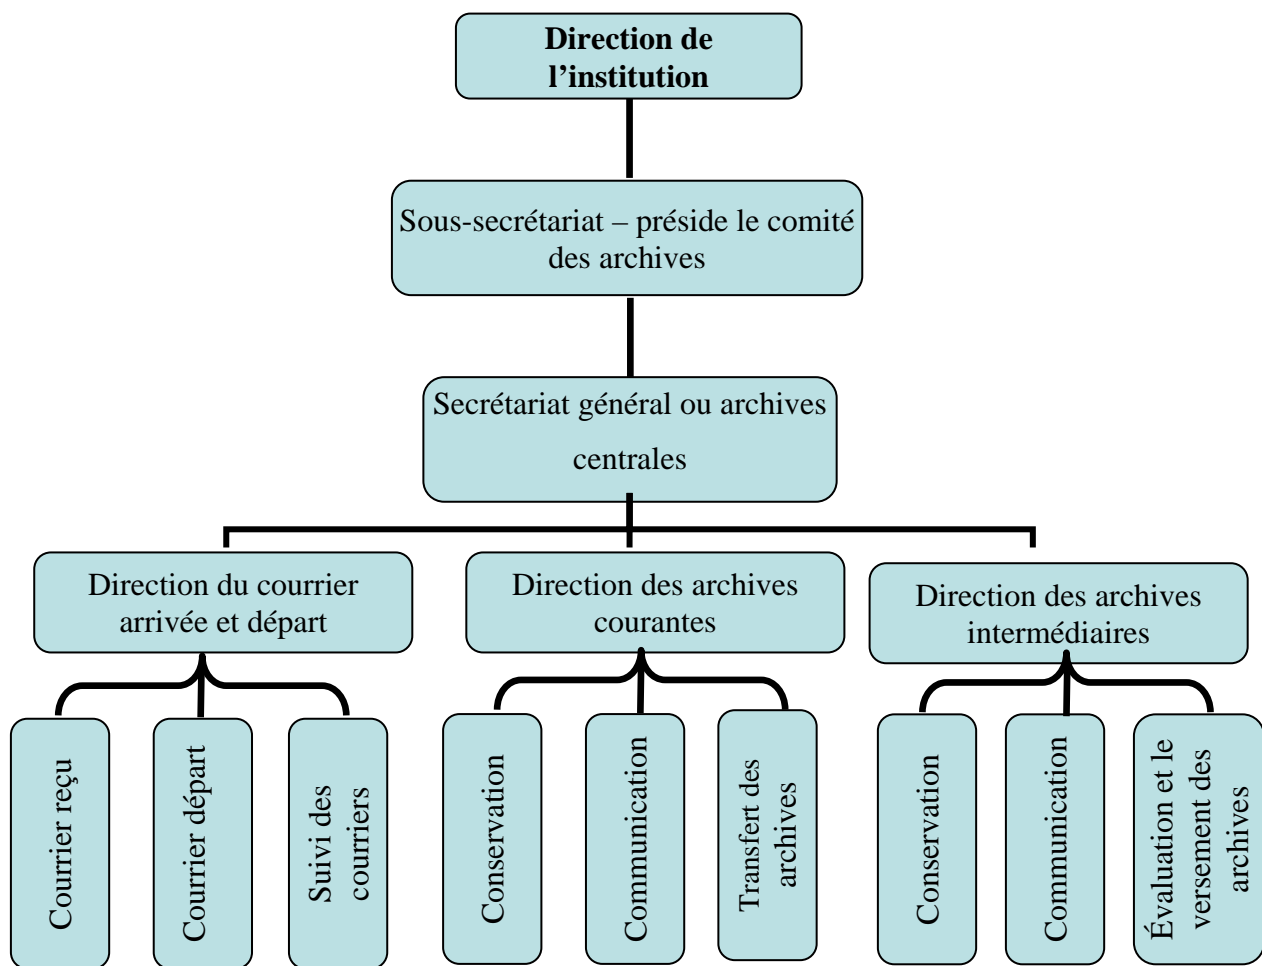 Direction de
l’institution
Sous-secrétariat – préside le comité
des archives
Secrétariat général ou archives
centrales
Direction du courrier
arrivée et départ
Direction des archives
courantes
Direction des archives
intermédiaires
Courrier reçu
Courrier départ
Suivi des
courriers
Conservation
Communication
Transfert des
archives
Conservation
Communication
Évaluation et le
versement des
archives